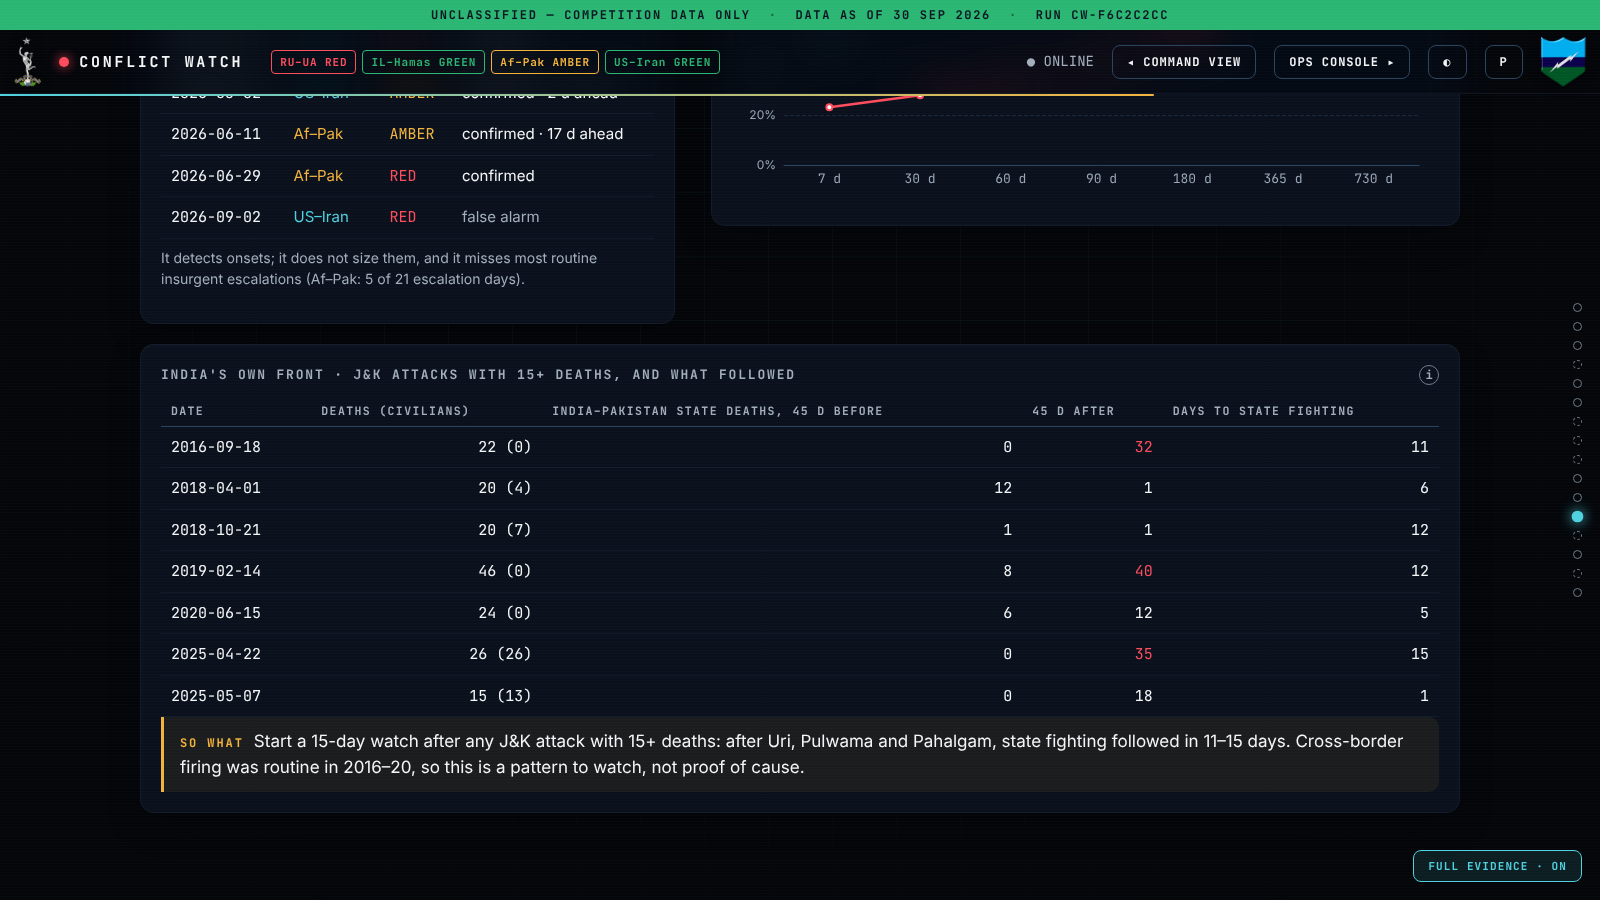 UNCLASSIFIED — COMPETITION DATA ONLY · DATA AS OF 30 SEP 2026 · RUN CW-F6C2C2CC
CONFLICT WATCH
RU-UA RED
IL-Hamas GREEN
Af-Pak AMBER
US-Iran GREEN
ONLINE
◂ COMMAND VIEW
OPS CONSOLE ▸
◐
P
2026-06-11 Af–Pak AMBER confirmed · 17 d ahead
2026-06-29 Af–Pak RED confirmed
2026-09-02 US–Iran RED false alarm
It detects onsets; it does not size them, and it misses most routine
insurgent escalations (Af–Pak: 5 of 21 escalation days).
20%
0%
7 d 30 d 60 d 90 d 180 d 365 d 730 d
INDIA'S OWN FRONT · J&K ATTACKS WITH 15+ DEATHS, AND WHAT FOLLOWED
i
DATE DEATHS (CIVILIANS) INDIA–PAKISTAN STATE DEATHS, 45 D BEFORE 45 D AFTER DAYS TO STATE FIGHTING
2016-09-18 22 (0) 0 32 11
2018-04-01 20 (4) 12 1 6
2018-10-21 20 (7) 1 1 12
2019-02-14 46 (0) 8 40 12
2020-06-15 24 (0) 6 12 5
2025-04-22 26 (26) 0 35 15
2025-05-07 15 (13) 0 18 1
SO WHAT Start a 15-day watch after any J&K attack with 15+ deaths: after Uri, Pulwama and Pahalgam, state fighting followed in 11–15 days. Cross-border
firing was routine in 2016–20, so this is a pattern to watch, not proof of cause.
FULL EVIDENCE · ON